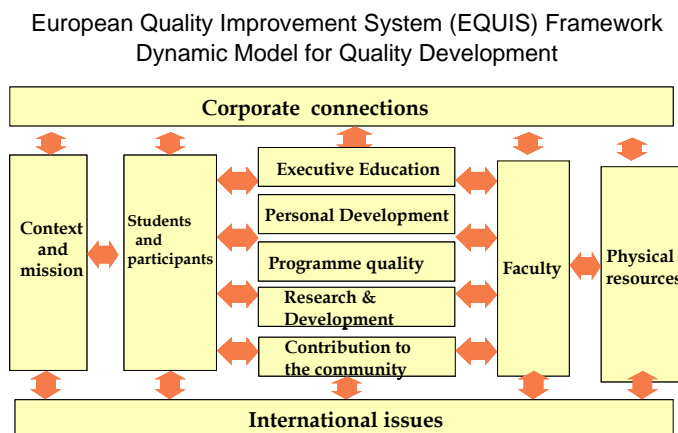 European Quality Improvement System (EQUIS) Framework
Dynamic Model for Quality Development
Corporate connections
Context
and
mission
Students
and
participants
Executive Education
Personal Development
Programme quality
Research &
Development
Contribution to
the community
Faculty
Physical
resources
International issues